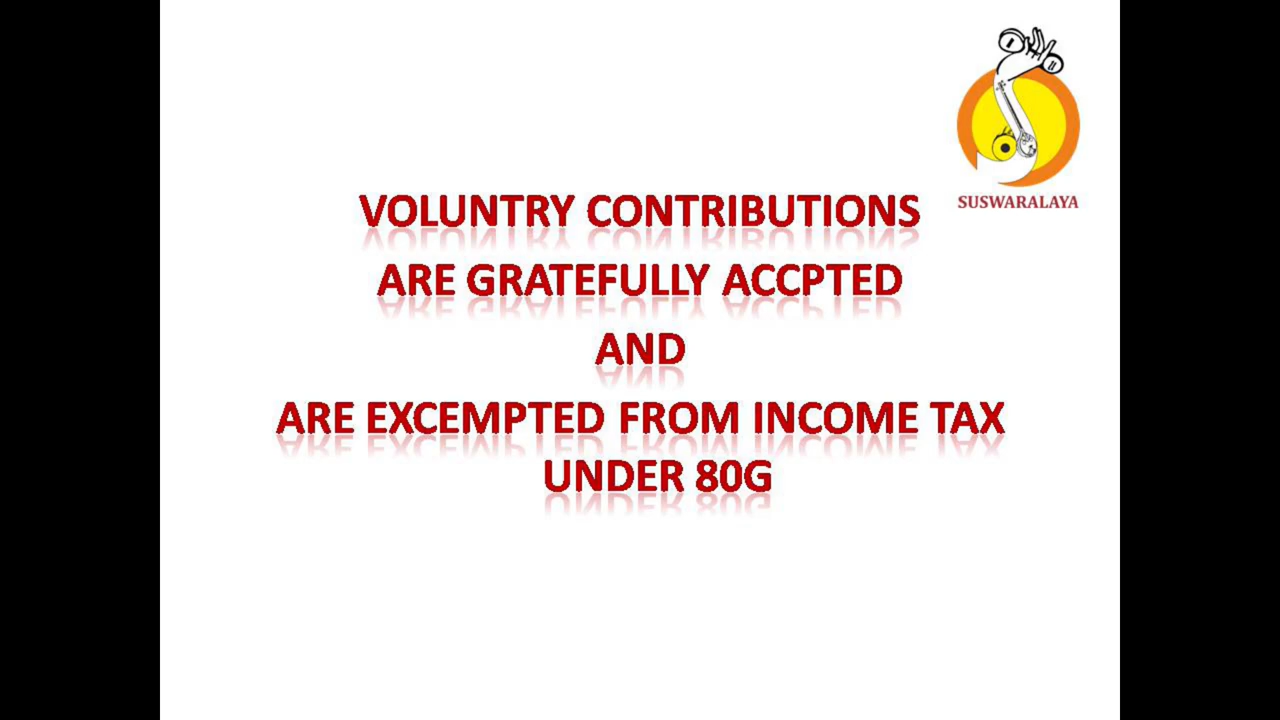 SUSWARALAYA
VOLUNTRY CONTRIBUTIONS
ARE GRATEFULLY ACCPTED
AND
ARE EXCEMPTED FROM INCOME TAX
UNDER 80G